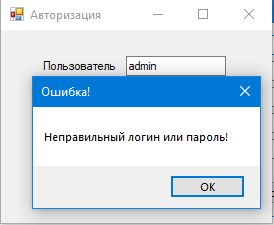 Авторизация
Пользователь admin
Ошибка!
Неправильный логин или пароль!
OK